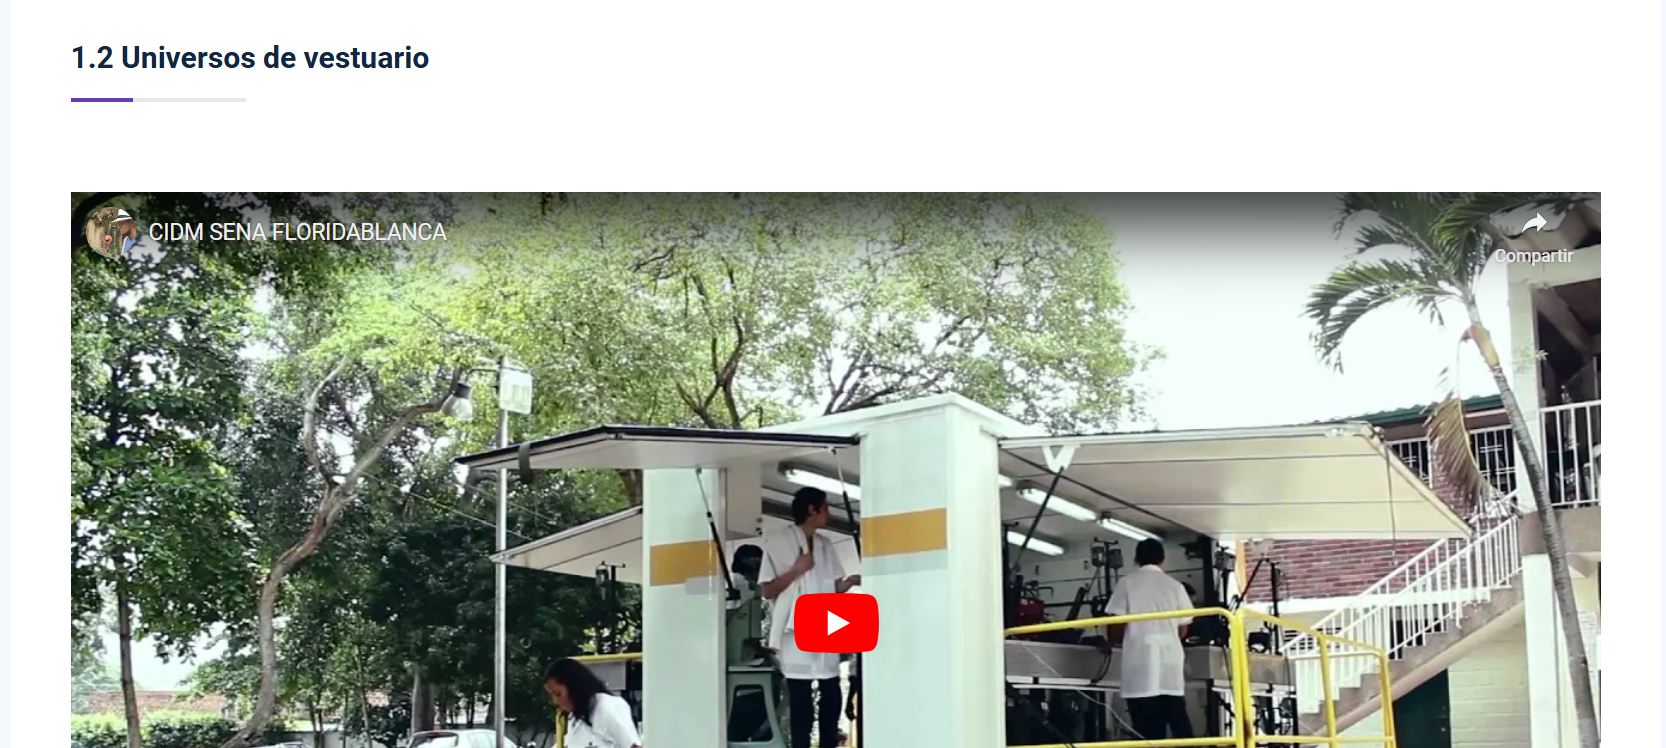 1.2 Universos de vestuario
CIDM SENA FLORIDABLANCA
Compartir